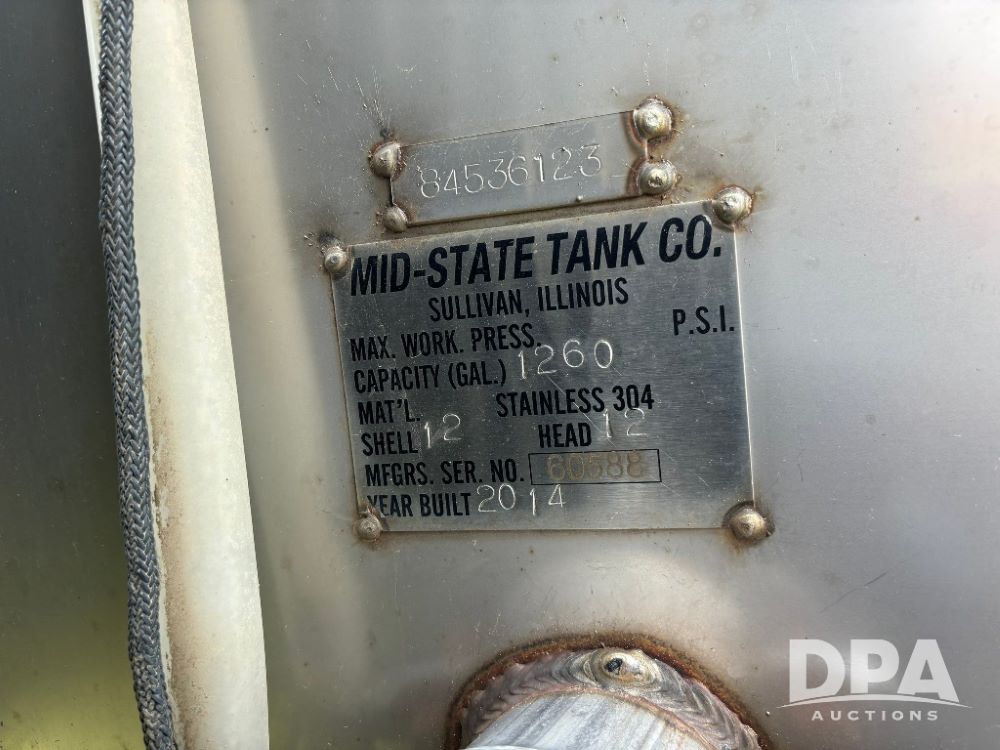 84536123
MID-STATE TANK CO.
SULLIVAN, ILLINOIS
MAX. WORK. PRESS. P.S.I.
CAPACITY (GAL.) 1260
MAT'L. STAINLESS 304
SHELL 12 HEAD 12
MFGRS. SER. NO. 60588
YEAR BUILT 2014
DPA
AUCTIONS